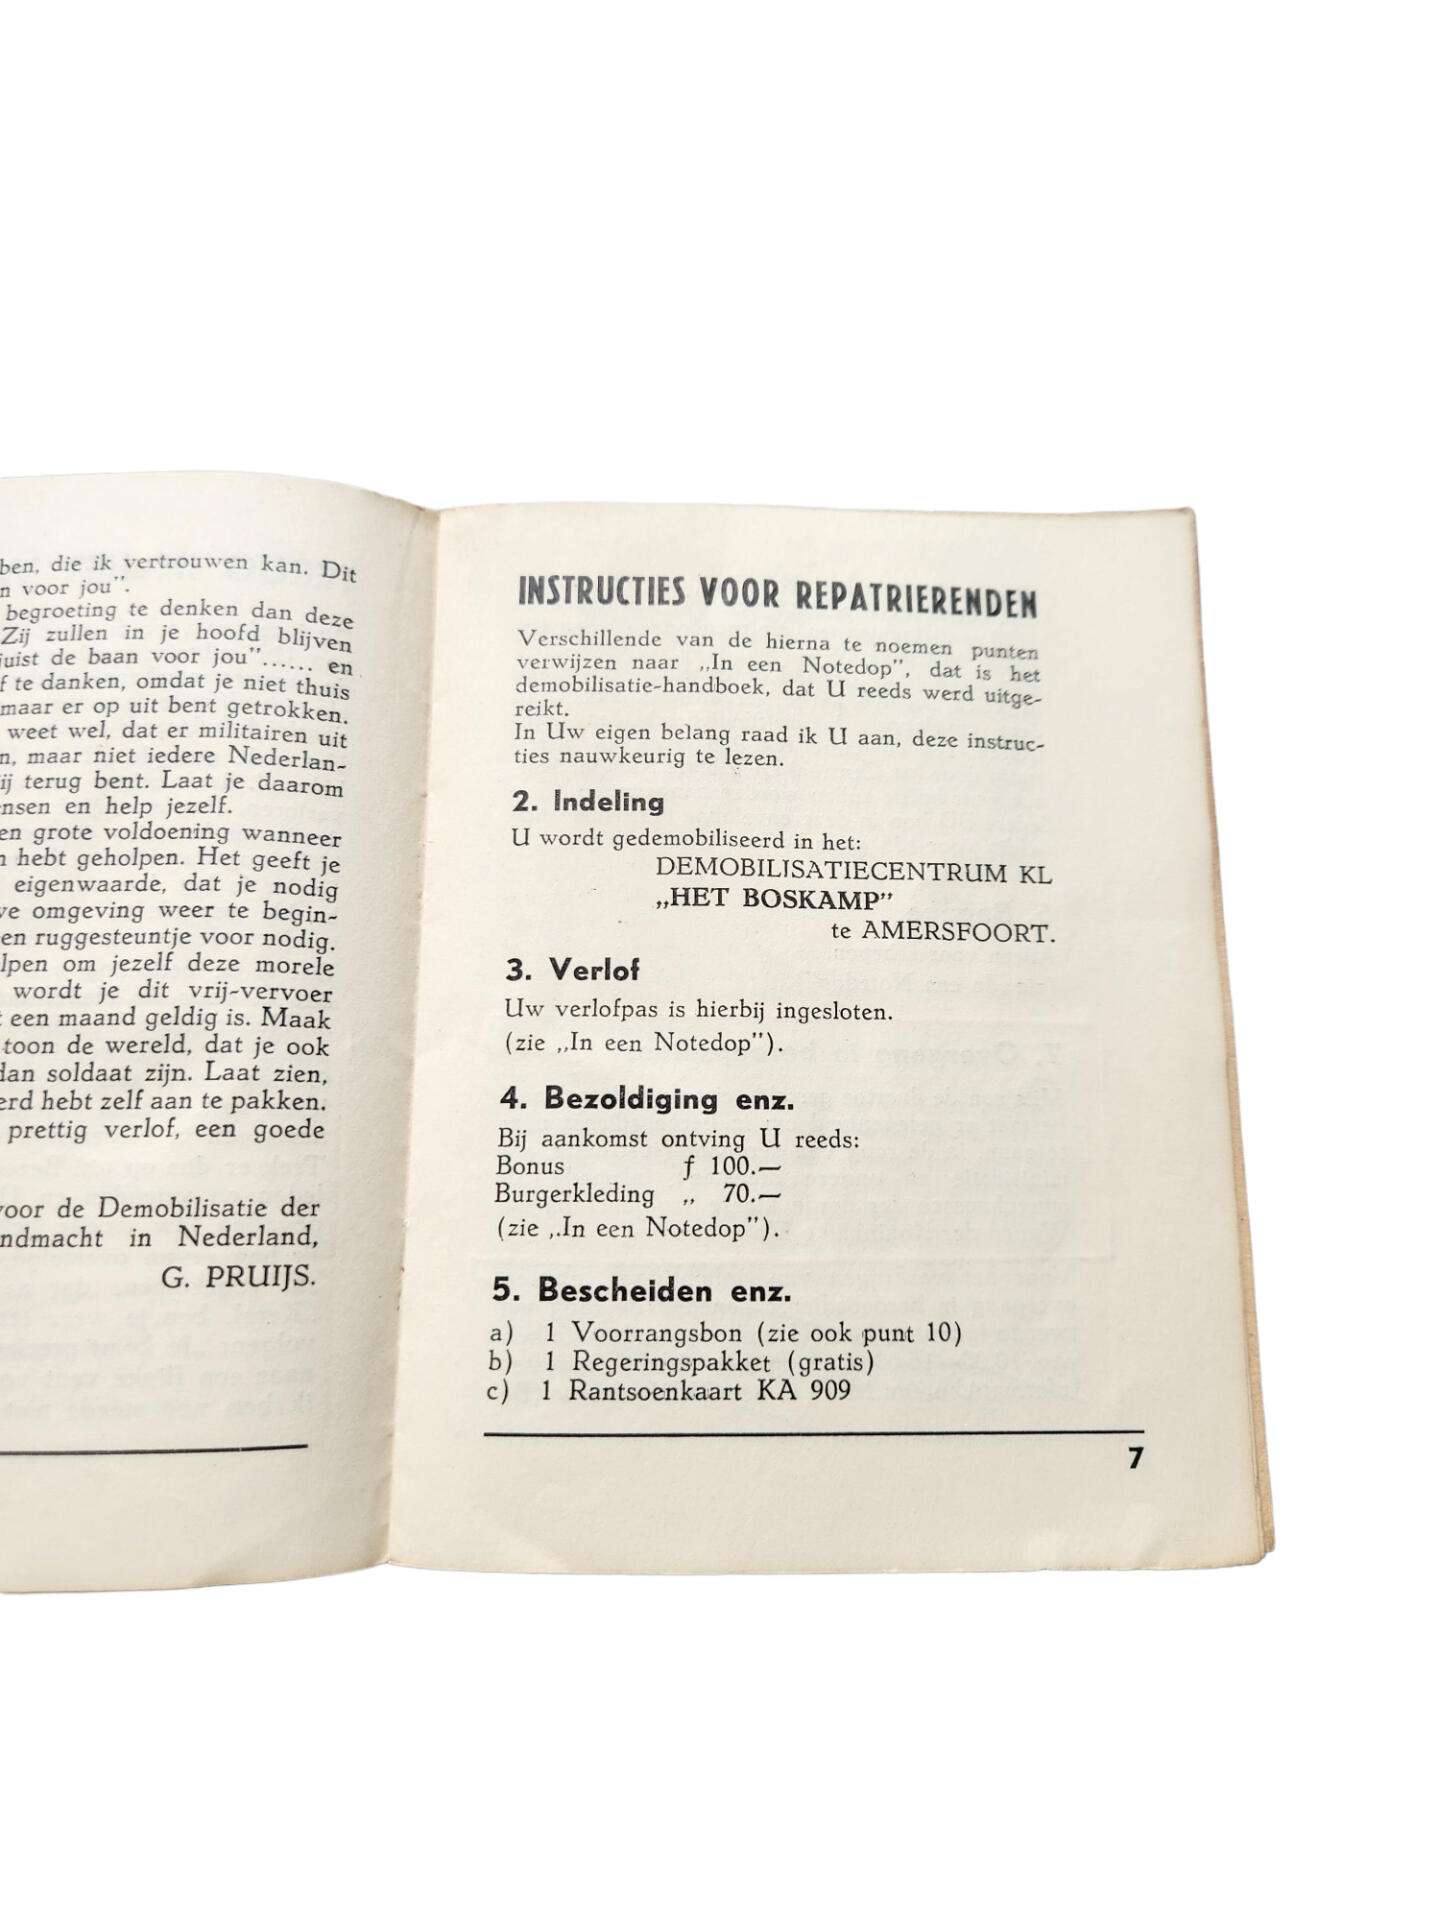 ben, die ik vertrouwen kan. Dit
n voor jou".
begroeting te denken dan deze
Zij zullen in je hoofd blijven
juist de baan voor jou"...... en
f te danken, omdat je niet thuis
maar er op uit bent getrokken.
weet wel, dat er militairen uit
n, maar niet iedere Nederlan-
ij terug bent. Laat je daarom
ensen en help jezelf.
en grote voldoening wanneer
n hebt geholpen. Het geeft je
eigenwaarde, dat je nodig
ve omgeving weer te begin-
een ruggesteuntje voor nodig.
lpen om jezelf deze morele
wordt je dit vrij-vervoer
t een maand geldig is. Maak
toon de wereld, dat je ook
dan soldaat zijn. Laat zien,
erd hebt zelf aan te pakken.
prettig verlof, een goede
voor de Demobilisatie der
ndmacht in Nederland,
G. PRUIJS.
INSTRUCTIES VOOR REPATRIERENDEN
Verschillende van de hierna te noemen punten
verwijzen naar „In een Notedop", dat is het
demobilisatie-handboek, dat U reeds werd uitge-
reikt.
In Uw eigen belang raad ik U aan, deze instruc-
ties nauwkeurig te lezen.
2. Indeling
U wordt gedemobiliseerd in het:
DEMOBILISATIECENTRUM KL
„HET BOSKAMP"
te AMERSFOORT.
3. Verlof
Uw verlofpas is hierbij ingesloten.
(zie „In een Notedop").
4. Bezoldiging enz.
Bij aankomst ontving U reeds:
Bonus ƒ 100.—
Burgerkleding „ 70.—
(zie „In een Notedop").
5. Bescheiden enz.
a) 1 Voorrangsbon (zie ook punt 10)
b) 1 Regeringspakket (gratis)
c) 1 Rantsoenkaart KA 909
7